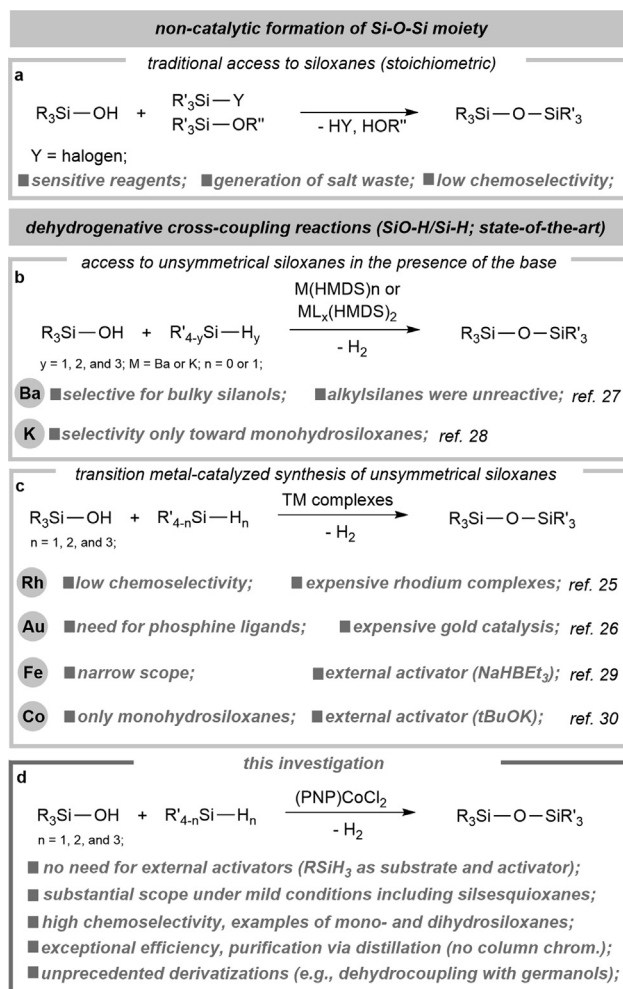 non-catalytic formation of Si-O-Si moiety
traditional access to siloxanes (stoichiometric)
a
R₃Si—OH + R'₃Si—Y
R'₃Si—OR"
- HY, HOR"
R₃Si—O—SiR'₃
Y = halogen;
■sensitive reagents; ■generation of salt waste; ■low chemoselectivity;
dehydrogenative cross-coupling reactions (SiO-H/Si-H; state-of-the-art)
access to unsymmetrical siloxanes in the presence of the base
b
M(HMDS)n or
MLₓ(HMDS)₂
R₃Si—OH + R'₄₋ᵧSi—Hᵧ
- H₂
R₃Si—O—SiR'₃
y = 1, 2, and 3; M = Ba or K; n = 0 or 1;
Ba ■selective for bulky silanols; ■alkylsilanes were unreactive; ref. 27
K ■selectivity only toward monohydrosiloxanes; ref. 28
transition metal-catalyzed synthesis of unsymmetrical siloxanes
c
TM complexes
R₃Si—OH + R'₄₋ₙSi—Hₙ
- H₂
R₃Si—O—SiR'₃
n = 1, 2, and 3;
Rh ■low chemoselectivity; ■expensive rhodium complexes; ref. 25
Au ■need for phosphine ligands; ■expensive gold catalysis; ref. 26
Fe ■narrow scope; ■external activator (NaHBEt₃); ref. 29
Co ■only monohydrosiloxanes; ■external activator (tBuOK); ref. 30
this investigation
d
(PNP)CoCl₂
R₃Si—OH + R'₄₋ₙSi—Hₙ
- H₂
R₃Si—O—SiR'₃
n = 1, 2, and 3;
■no need for external activators (RSiH₃ as substrate and activator);
■substantial scope under mild conditions including silsesquioxanes;
■high chemoselectivity, examples of mono- and dihydrosiloxanes;
■exceptional efficiency, purification via distillation (no column chrom.);
■unprecedented derivatizations (e.g., dehydrocoupling with germanols);